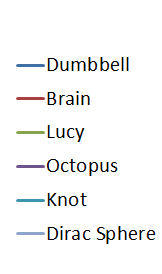 Dumbbell
Brain
Lucy
Octopus
Knot
Dirac Sphere